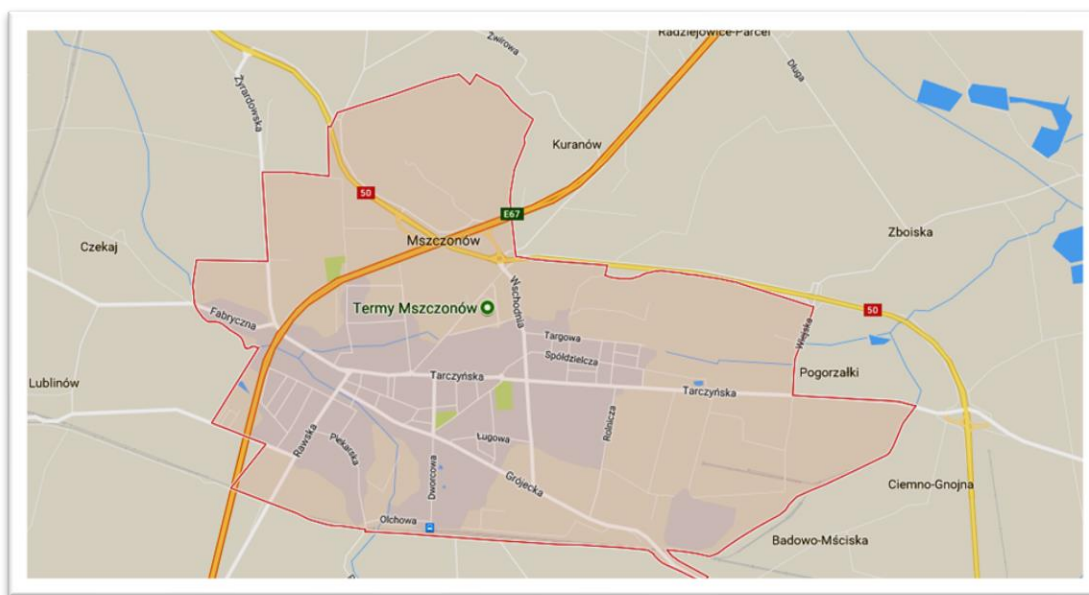 Radziejowice-Parcel
Żwirowa
Długa
Żyrardowska
Kuranów
50
E67
Zboiska
Mszczonów
Czekaj
Wschodnia
Termy Mszczonów
50
Fabryczna
Targowa
Wiejska
Spółdzielcza
Pogorzałki
Tarczyńska
Lublinów
Tarczyńska
Rolnicza
Rawska
Piekarska
Ługowa
Dworcowa
Grójecka
Ciemno-Gnojna
Olchowa
Badowo-Mściska